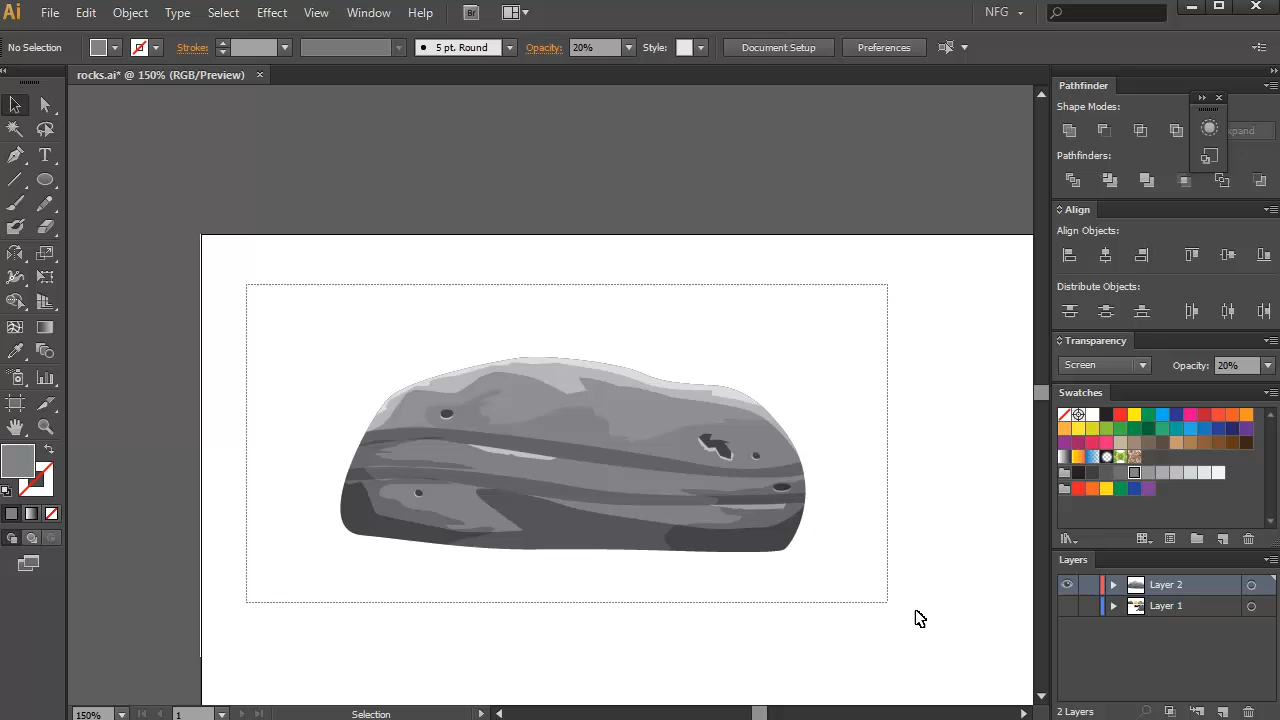 Ai File Edit Object Type Select Effect View Window Help Br NFG
No Selection Stroke: 5 pt. Round Opacity: 20% Style: Document Setup Preferences
rocks.ai* @ 150% (RGB/Preview)
Pathfinder
Shape Modes:
xpand
Pathfinders:
Align
Align Objects:
Distribute Objects:
Transparency
Screen Opacity: 20%
Swatches
Layers
Layer 2
Layer 1
2 Layers
150% 1 Selection